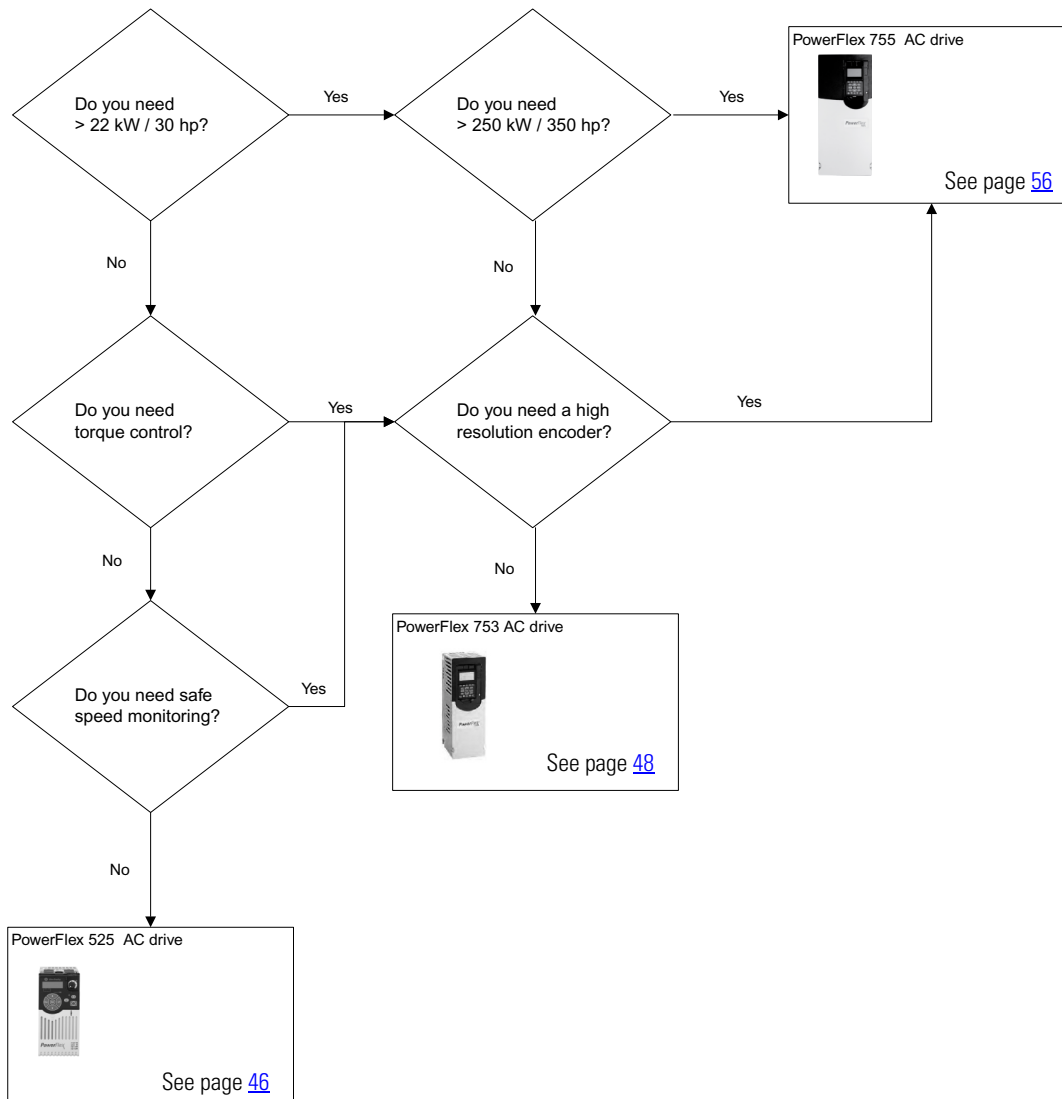 PowerFlex 755 AC drive
Do you need
> 22 kW / 30 hp?
Yes
Do you need
> 250 kW / 350 hp?
Yes
PowerFlex
See page 56
No
No
Do you need
torque control?
Yes
Do you need a high
resolution encoder?
Yes
No
No
PowerFlex 753 AC drive
Do you need safe
speed monitoring?
Yes
PowerFlex
See page 48
No
PowerFlex 525 AC drive
PowerFlex
See page 46